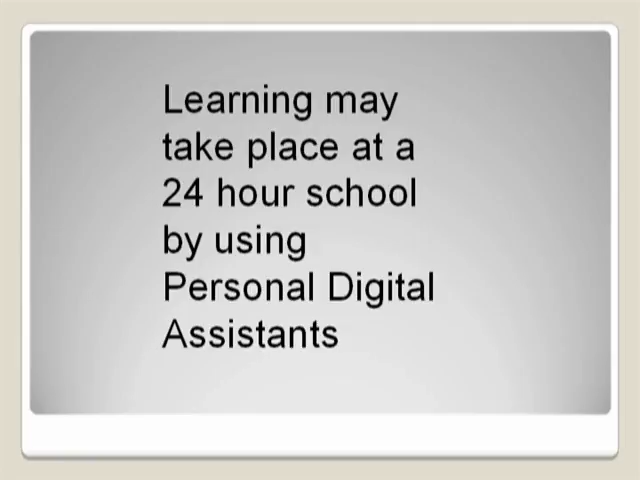 Learning may
take place at a
24 hour school
by using
Personal Digital
Assistants